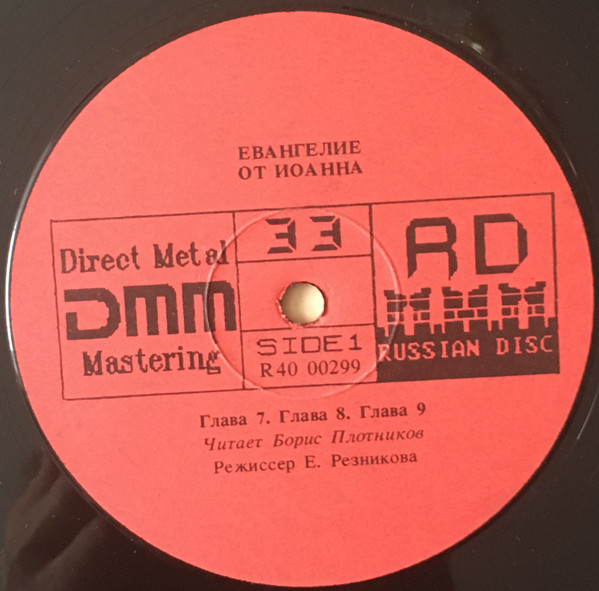 ЕВАНГЕЛИЕ
ОТ ИОАННА
Direct Metal
DMM
Mastering
33
SIDE 1
R40 00299
RD
RUSSIAN DISC
Глава 7. Глава 8. Глава 9
Читает Борис Плотников
Режиссер Е. Резникова